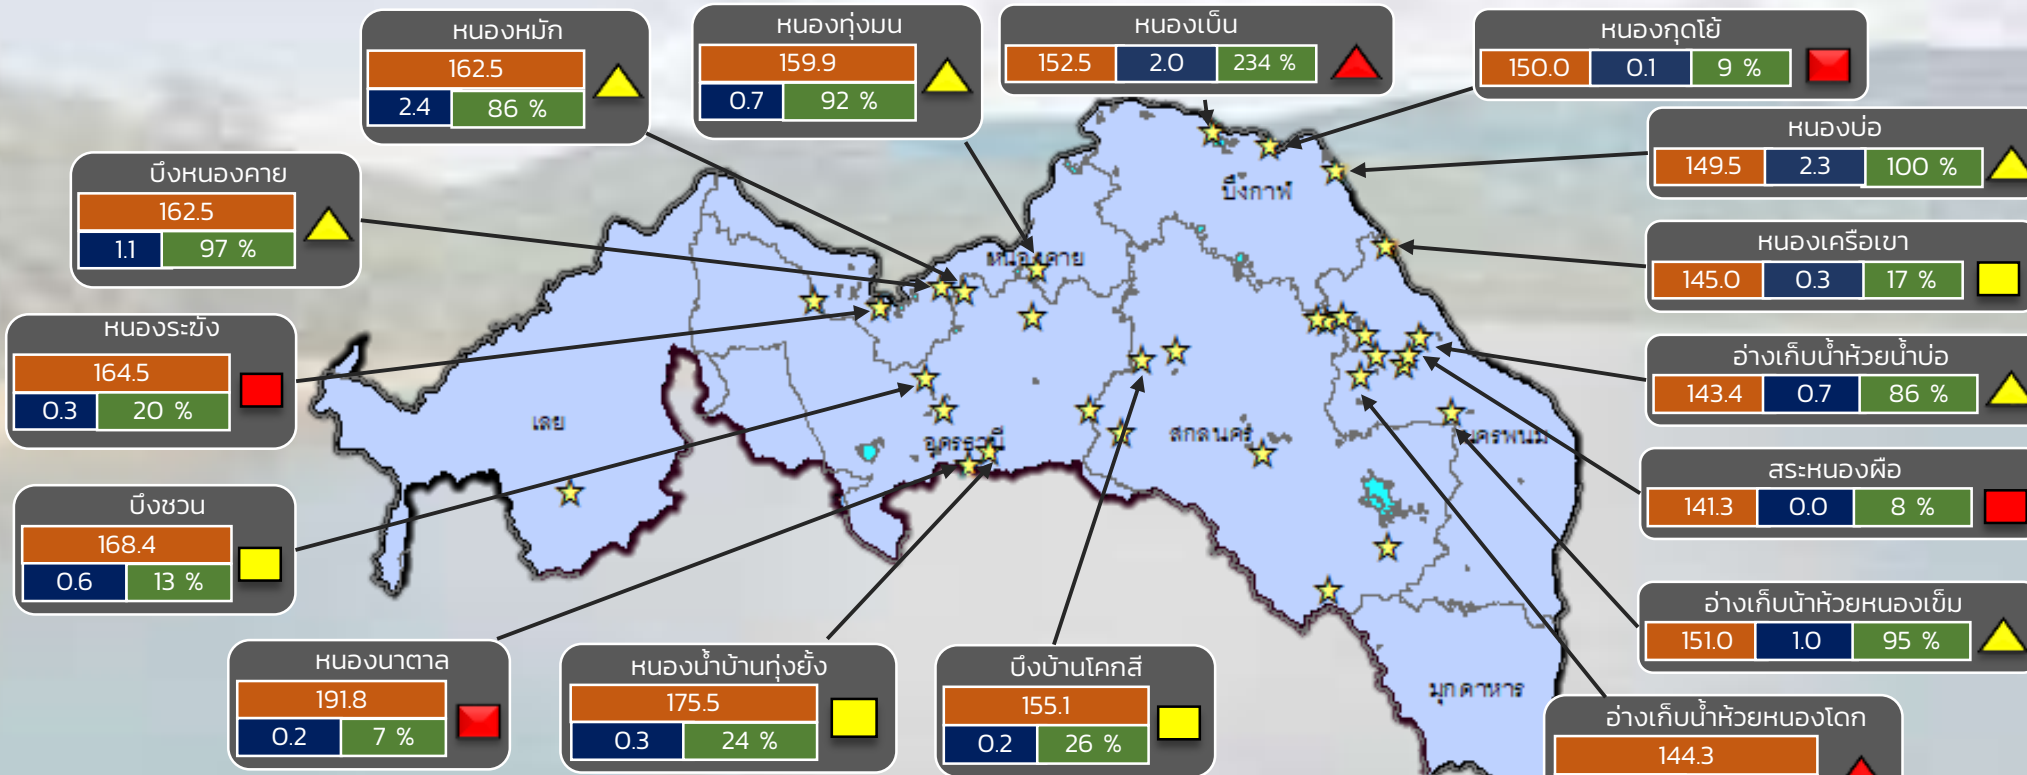 หนองหมัก
162.5
2.4 86 %
หนองทุ่งมน
159.9
0.7 92 %
หนองเบ็น
152.5 2.0 234 %
หนองกุดโย้
150.0 0.1 9 %
หนองบ่อ
149.5 2.3 100 %
บึงหนองคาย
162.5
1.1 97 %
บึงกาฬ
หนองเครือเขา
145.0 0.3 17 %
หนองคาย
หนองระฆัง
164.5
0.3 20 %
อ่างเก็บน้ำห้วยน้ำบ่อ
143.4 0.7 86 %
เลย
อุดรธานี
สกลนคร
นครพนม
สระหนองผือ
141.3 0.0 8 %
บึงชวน
168.4
0.6 13 %
อ่างเก็บน้าห้วยหนองเข็ม
151.0 1.0 95 %
หนองนาตาล
191.8
0.2 7 %
หนองน้ำบ้านทุ่งยั้ง
175.5
0.3 24 %
บึงบ้านโคกสี
155.1
0.2 26 %
มุกดาหาร
อ่างเก็บน้ำห้วยหนองโดก
144.3